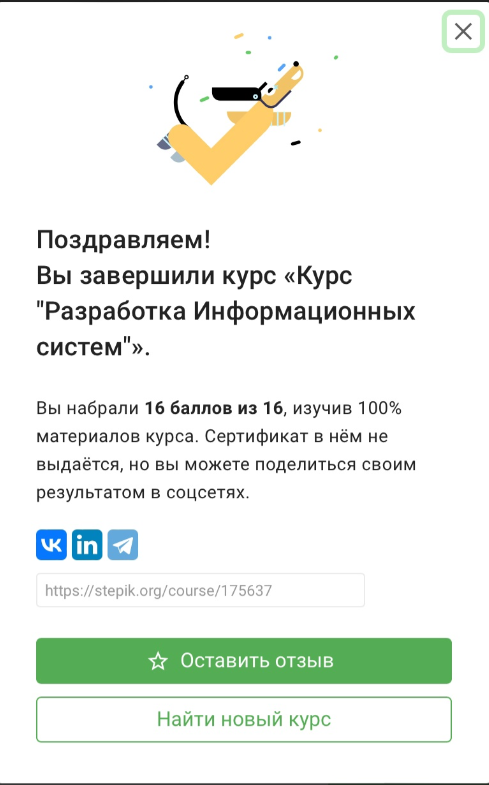 Поздравляем!
Вы завершили курс «Курс
"Разработка Информационных
систем"».
Вы набрали 16 баллов из 16, изучив 100%
материалов курса. Сертификат в нём не
выдаётся, но вы можете поделиться своим
результатом в соцсетях.
https://stepik.org/course/175637
Оставить отзыв
Найти новый курс